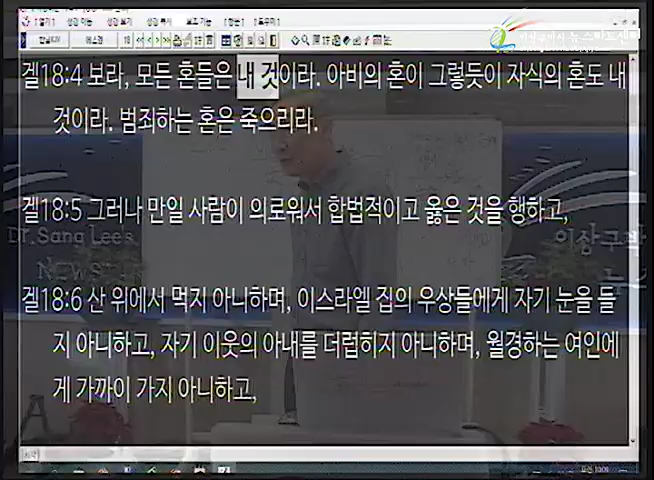 겔18:4 보라, 모든 혼들은 내 것이라. 아비의 혼이 그렇듯이 자식의 혼도 내
것이라. 범죄하는 혼은 죽으리라.
겔18:5 그러나 만일 사람이 의로워서 합법적이고 옳은 것을 행하고,
Dr.Sang Lee's
이상구박
겔18:6 산 위에서 먹지 아니하며, 이스라엘 집의 우상들에게 자기 눈을 들
지 아니하고, 자기 이웃의 아내를 더럽히지 아니하며, 월경하는 여인에
게 가까이 가지 아니하고,